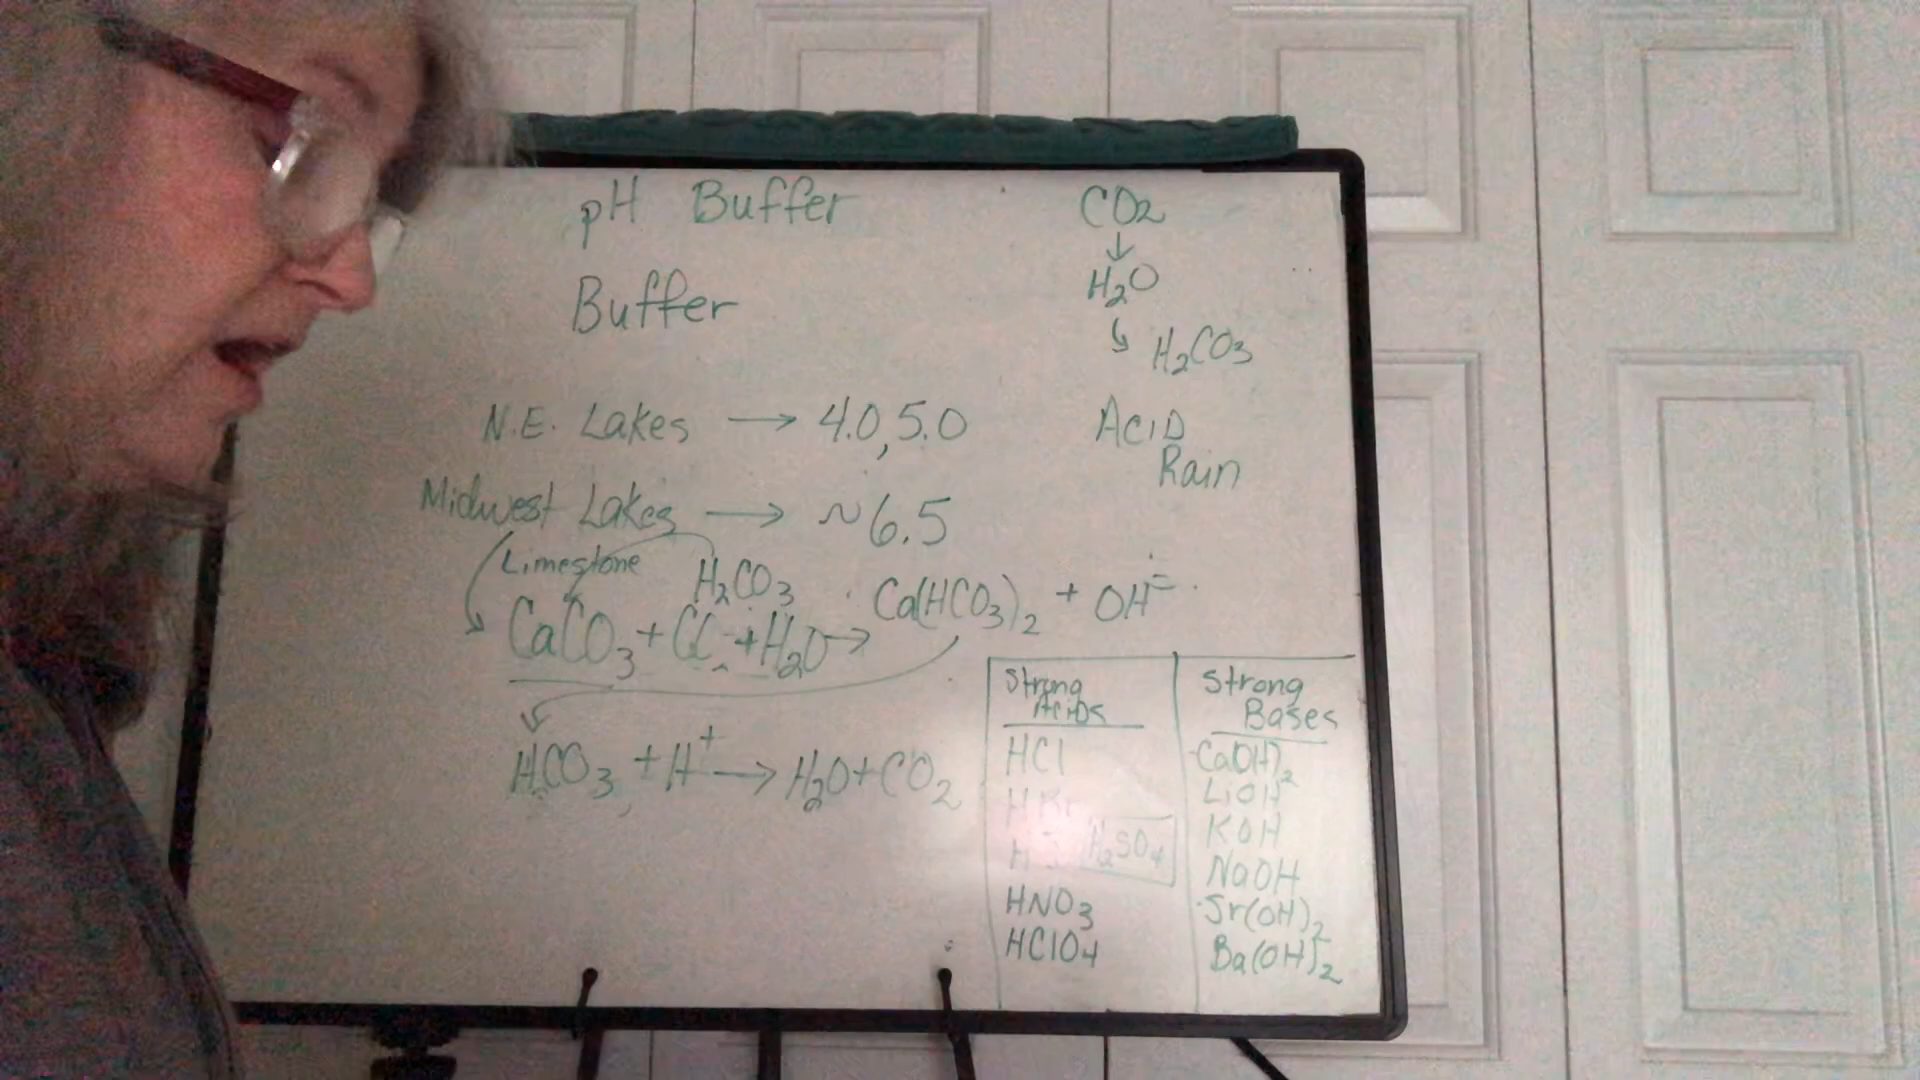 pH Buffer
Buffer
CO2
↓
H2O
↳ H2CO3
N.E. Lakes → 4.0, 5.0
Acid
Rain
Midwest Lakes → ~6.5
Limestone
H2CO3
CaCO3 + + H2O → Ca(HCO3)2 + OH
HCO3 + H+ → H2O + CO2
Strong
Acids
HCl
HBr
H2SO4
HNO3
HClO4
Strong
Bases
Ca(OH)2
LiOH
KOH
NaOH
Sr(OH)2
Ba(OH)2